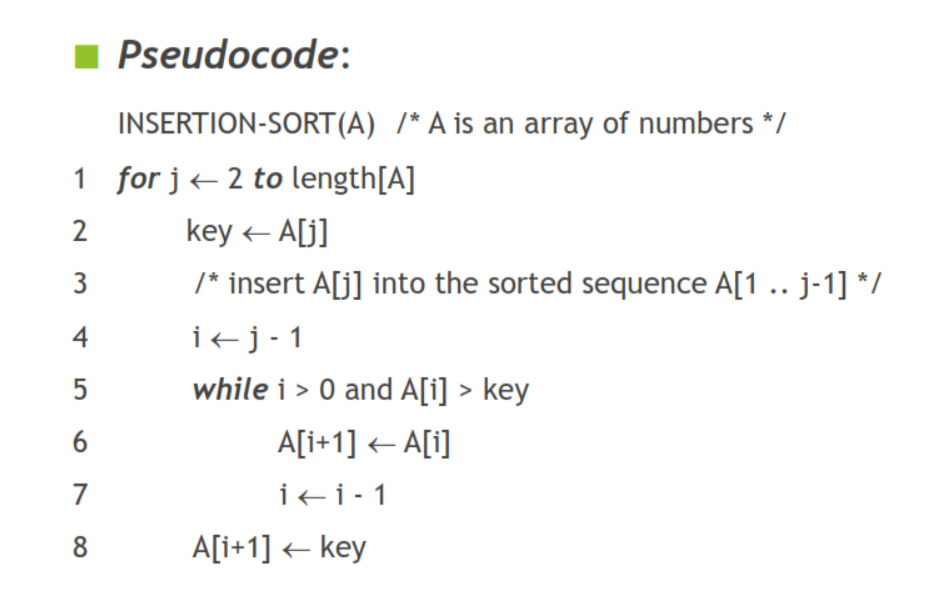 Pseudocode:
INSERTION-SORT(A) /* A is an array of numbers */
1 for j ← 2 to length[A]
2 key ← A[j]
3 /* insert A[j] into the sorted sequence A[1 .. j-1] */
4 i ← j - 1
5 while i > 0 and A[i] > key
6 A[i+1] ← A[i]
7 i ← i - 1
8 A[i+1] ← key